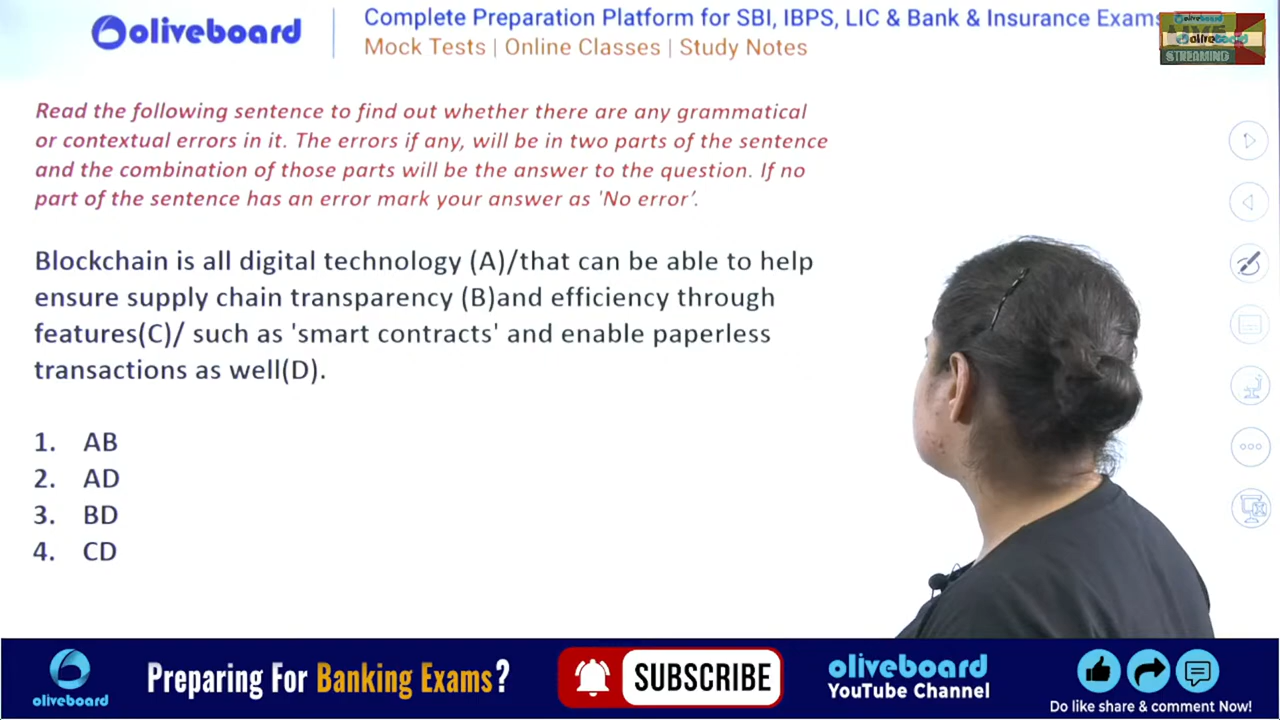 oliveboard
Complete Preparation Platform for SBI, IBPS, LIC & Bank & Insurance Exams
Mock Tests | Online Classes | Study Notes
oliveboard
STREAMING
Read the following sentence to find out whether there are any grammatical
or contextual errors in it. The errors if any, will be in two parts of the sentence
and the combination of those parts will be the answer to the question. If no
part of the sentence has an error mark your answer as 'No error’.
Blockchain is all digital technology (A)/that can be able to help
ensure supply chain transparency (B)and efficiency through
features(C)/ such as 'smart contracts' and enable paperless
transactions as well(D).
1. AB
2. AD
3. BD
4. CD
oliveboard
Preparing For Banking Exams?
SUBSCRIBE
oliveboard
YouTube Channel
Do like share & comment Now!